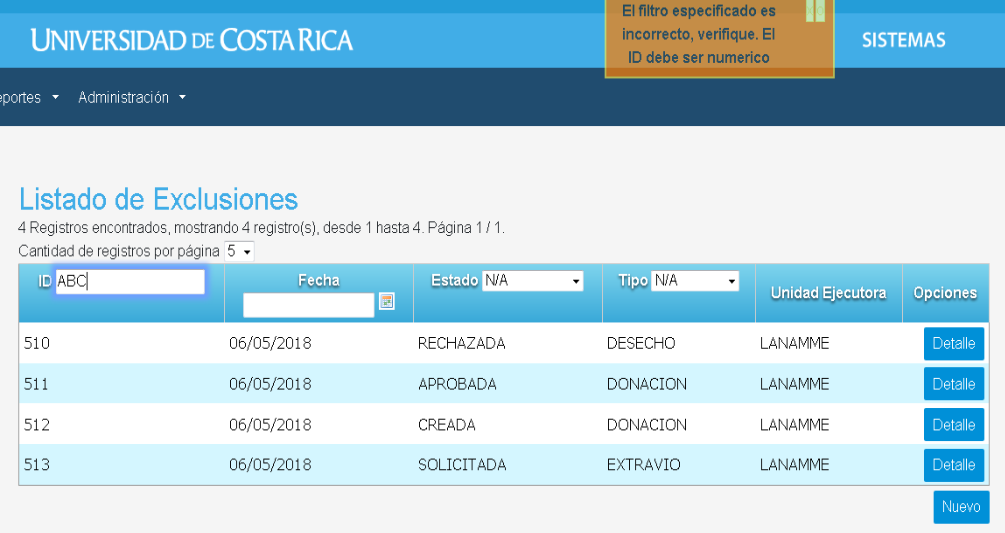 El filtro especificado es
incorrecto, verifique. El
ID debe ser numerico
UNIVERSIDAD DE COSTA RICA
SISTEMAS
eportes
Administración
Listado de Exclusiones
4 Registros encontrados, mostrando 4 registro(s), desde 1 hasta 4. Página 1 / 1.
Cantidad de registros por página 5
ID ABC Fecha Estado N/A Tipo N/A Unidad Ejecutora Opciones
510 06/05/2018 RECHAZADA DESECHO LANAMME Detalle
511 06/05/2018 APROBADA DONACION LANAMME Detalle
512 06/05/2018 CREADA DONACION LANAMME Detalle
513 06/05/2018 SOLICITADA EXTRAVIO LANAMME Detalle
Nuevo